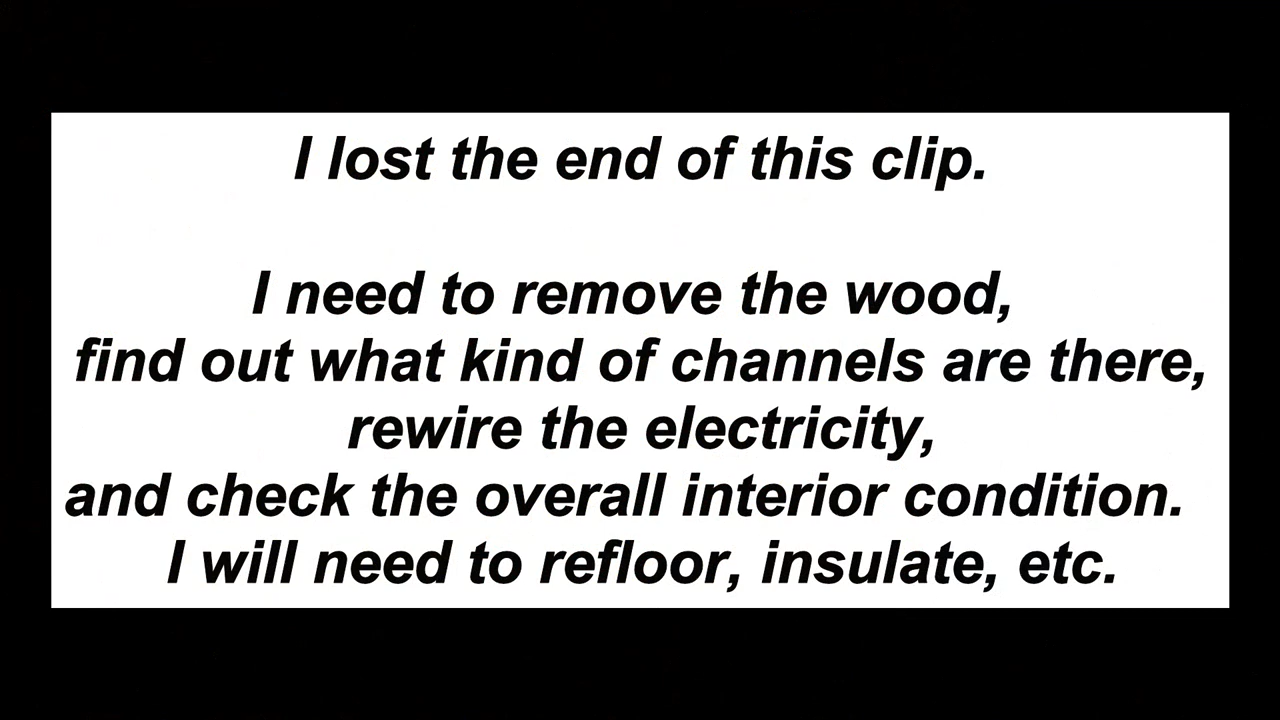 I lost the end of this clip.
I need to remove the wood,
find out what kind of channels are there,
rewire the electricity,
and check the overall interior condition.
I will need to refloor, insulate, etc.